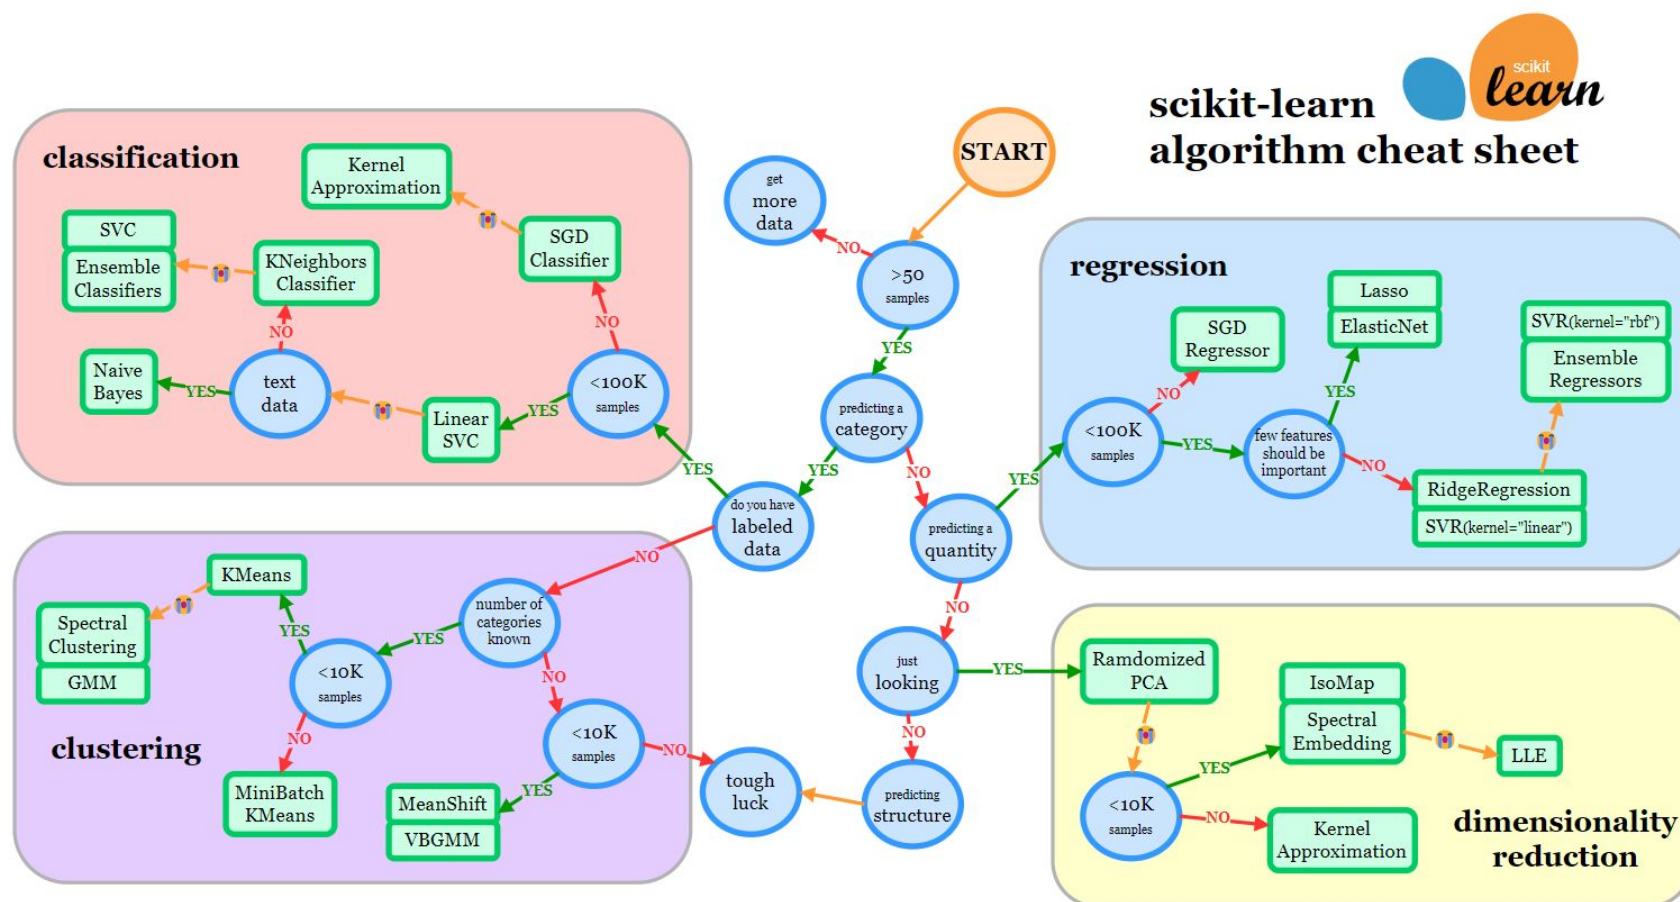 scikit
learn
scikit-learn
algorithm cheat sheet
START
get
more
data
NO
>50
samples
YES
predicting a
category
YES
NO
do you have
labeled
data
YES
NO
predicting a
quantity
YES
NO
just
looking
YES
NO
predicting
structure
tough
luck
classification
Kernel
Approximation
SVC
Ensemble
Classifiers
KNeighbors
Classifier
SGD
Classifier
NO
NO
Naive
Bayes
YES
text
data
Linear
SVC
YES
<100K
samples
regression
SGD
Regressor
Lasso
ElasticNet
SVR(kernel="rbf")
Ensemble
Regressors
NO
YES
<100K
samples
YES
few features
should be
important
NO
RidgeRegression
SVR(kernel="linear")
clustering
KMeans
Spectral
Clustering
GMM
YES
<10K
samples
YES
number of
categories
known
NO
NO
MiniBatch
KMeans
<10K
samples
NO
YES
MeanShift
VBGMM
dimensionality
reduction
Ramdomized
PCA
IsoMap
Spectral
Embedding
LLE
YES
<10K
samples
NO
Kernel
Approximation